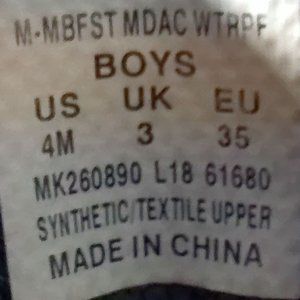 M-MBFST MDAC WTRPF
BOYS
US UK EU
4M 3 35
MK260890 L18 61680
SYNTHETIC/TEXTILE UPPER
MADE IN CHINA